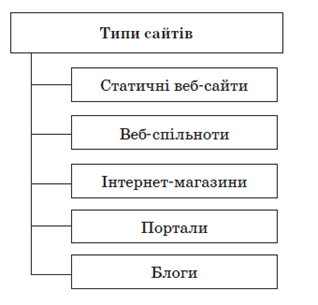 Типи сайтів
Статичні веб-сайти
Веб-спільноти
Інтернет-магазини
Портали
Блоги